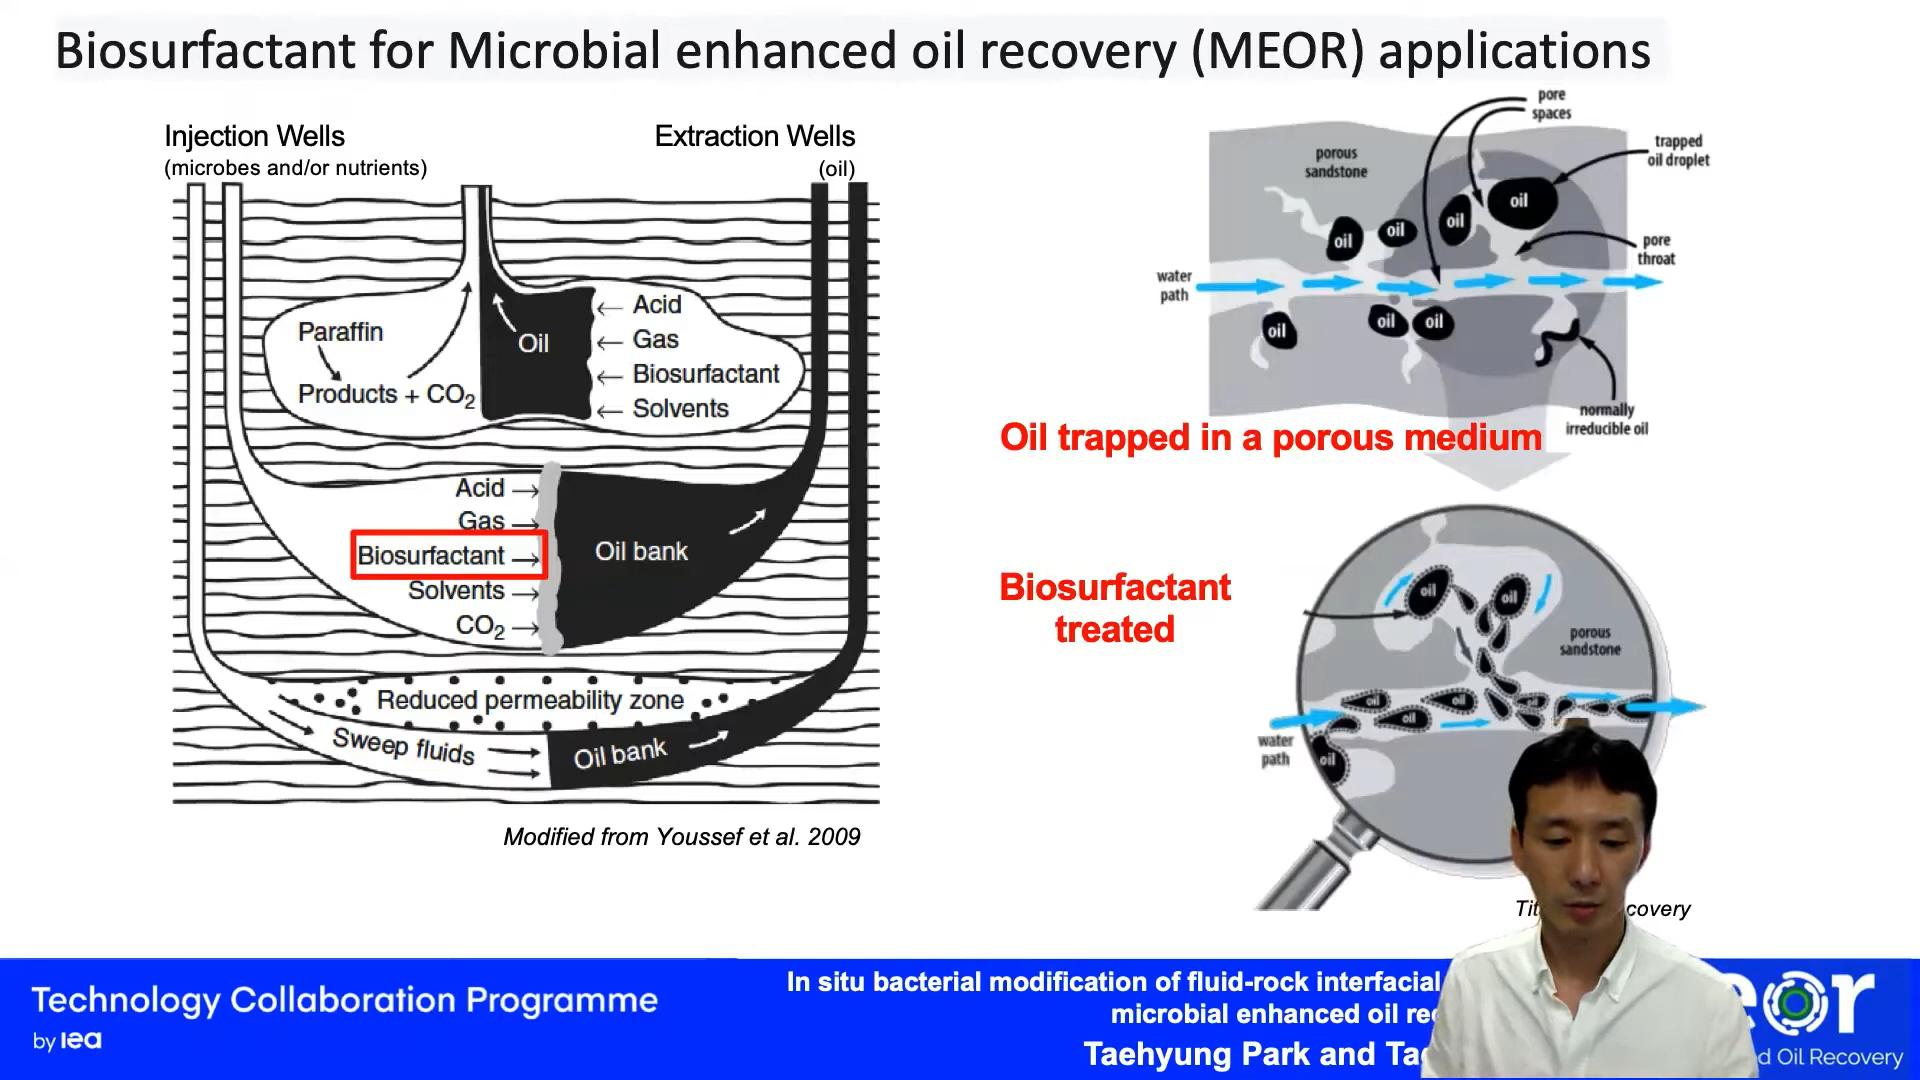 Biosurfactant for Microbial enhanced oil recovery (MEOR) applications
Injection Wells
(microbes and/or nutrients)
Extraction Wells
(oil)
Paraffin
Products + CO2
Oil
Acid
Gas
Biosurfactant
Solvents
Acid
Gas
Biosurfactant
Solvents
CO2
Oil bank
Reduced permeability zone
Sweep fluids
Oil bank
Modified from Youssef et al. 2009
pore
spaces
porous
sandstone
trapped
oil droplet
oil
oil
oil
oil
pore
throat
water
path
oil
oil
oil
normally
irreducible oil
Oil trapped in a porous medium
Biosurfactant
treated
oil
oil
porous
sandstone
oil
oil
oil
oil
water
path
oil
Technology Collaboration Programme
by iea
In situ bacterial modification of fluid-rock interfacial
microbial enhanced oil
Taehyung Park and
Oil Recovery